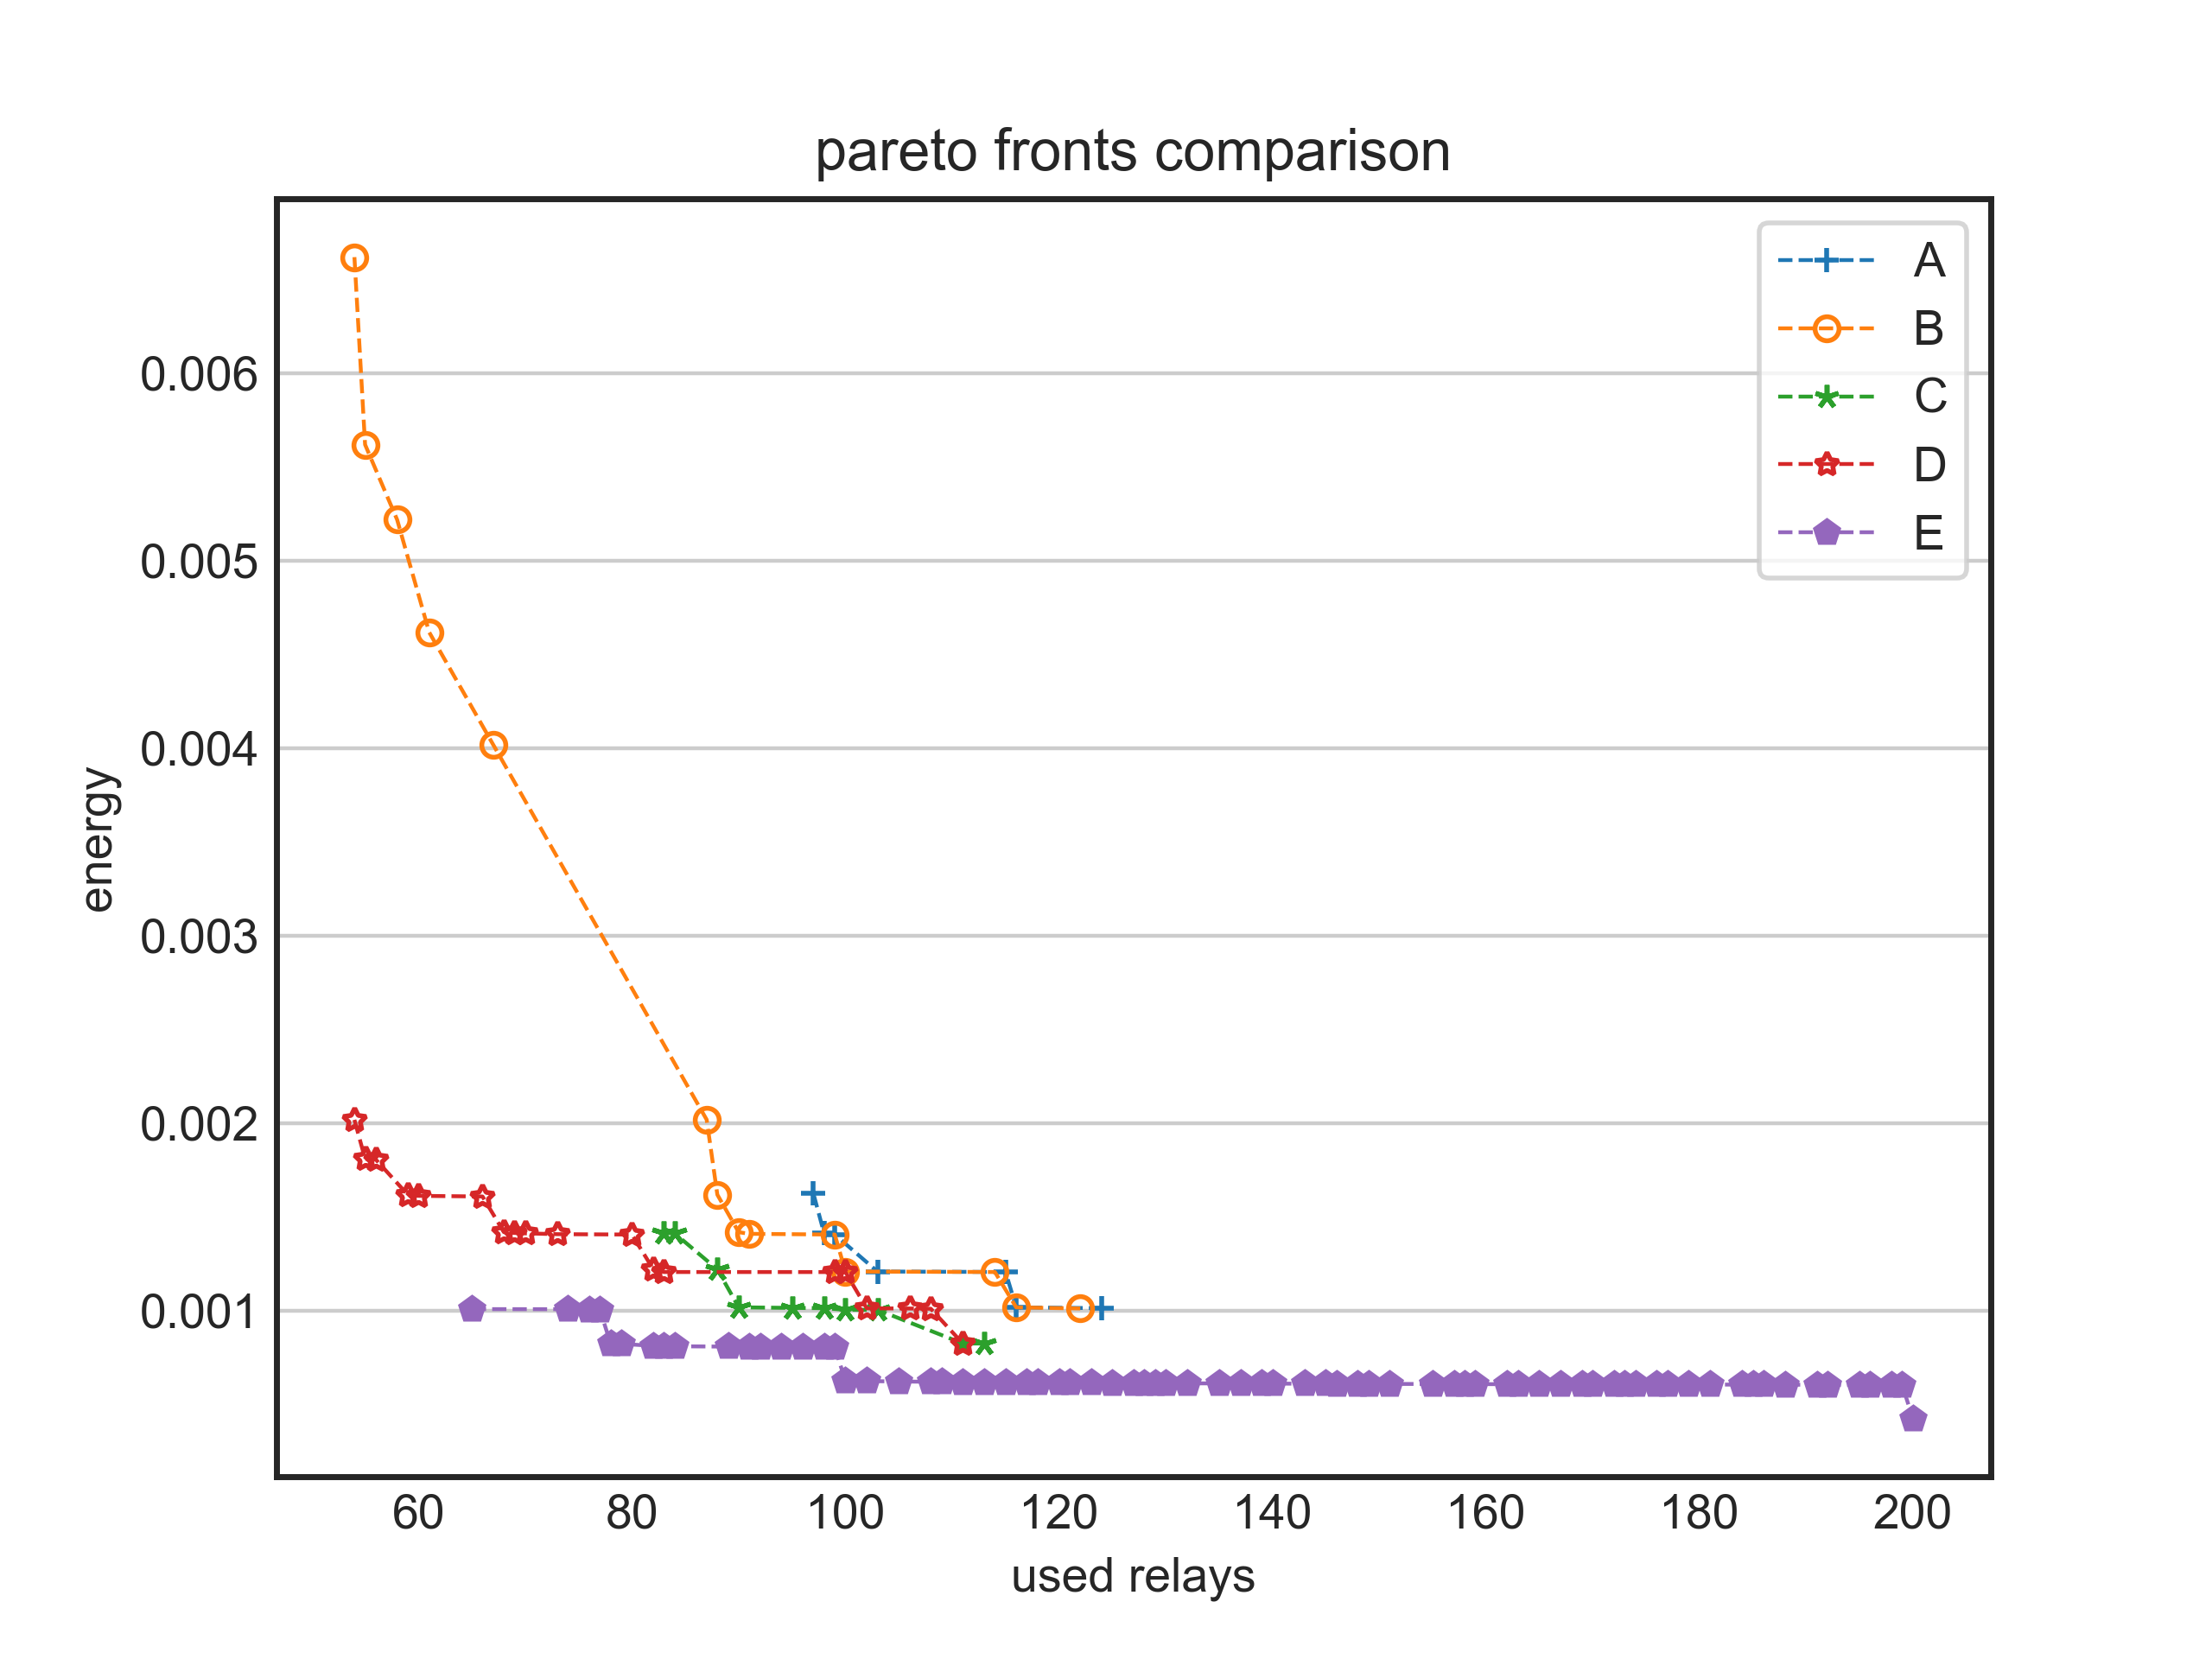 pareto fronts comparison
A
B
C
D
E
0.006
0.005
0.004
0.003
0.002
0.001
energy
60 80 100 120 140 160 180 200
used relays